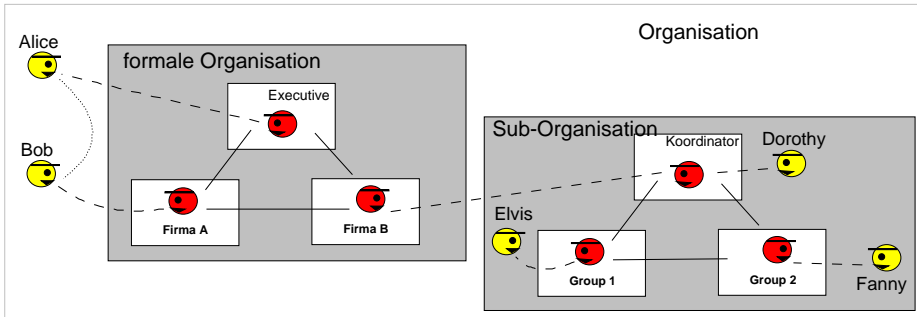 Organisation
Alice
formale Organisation
Executive
Bob
Firma A
Firma B
Sub-Organisation
Koordinator
Dorothy
Elvis
Group 1
Group 2
Fanny